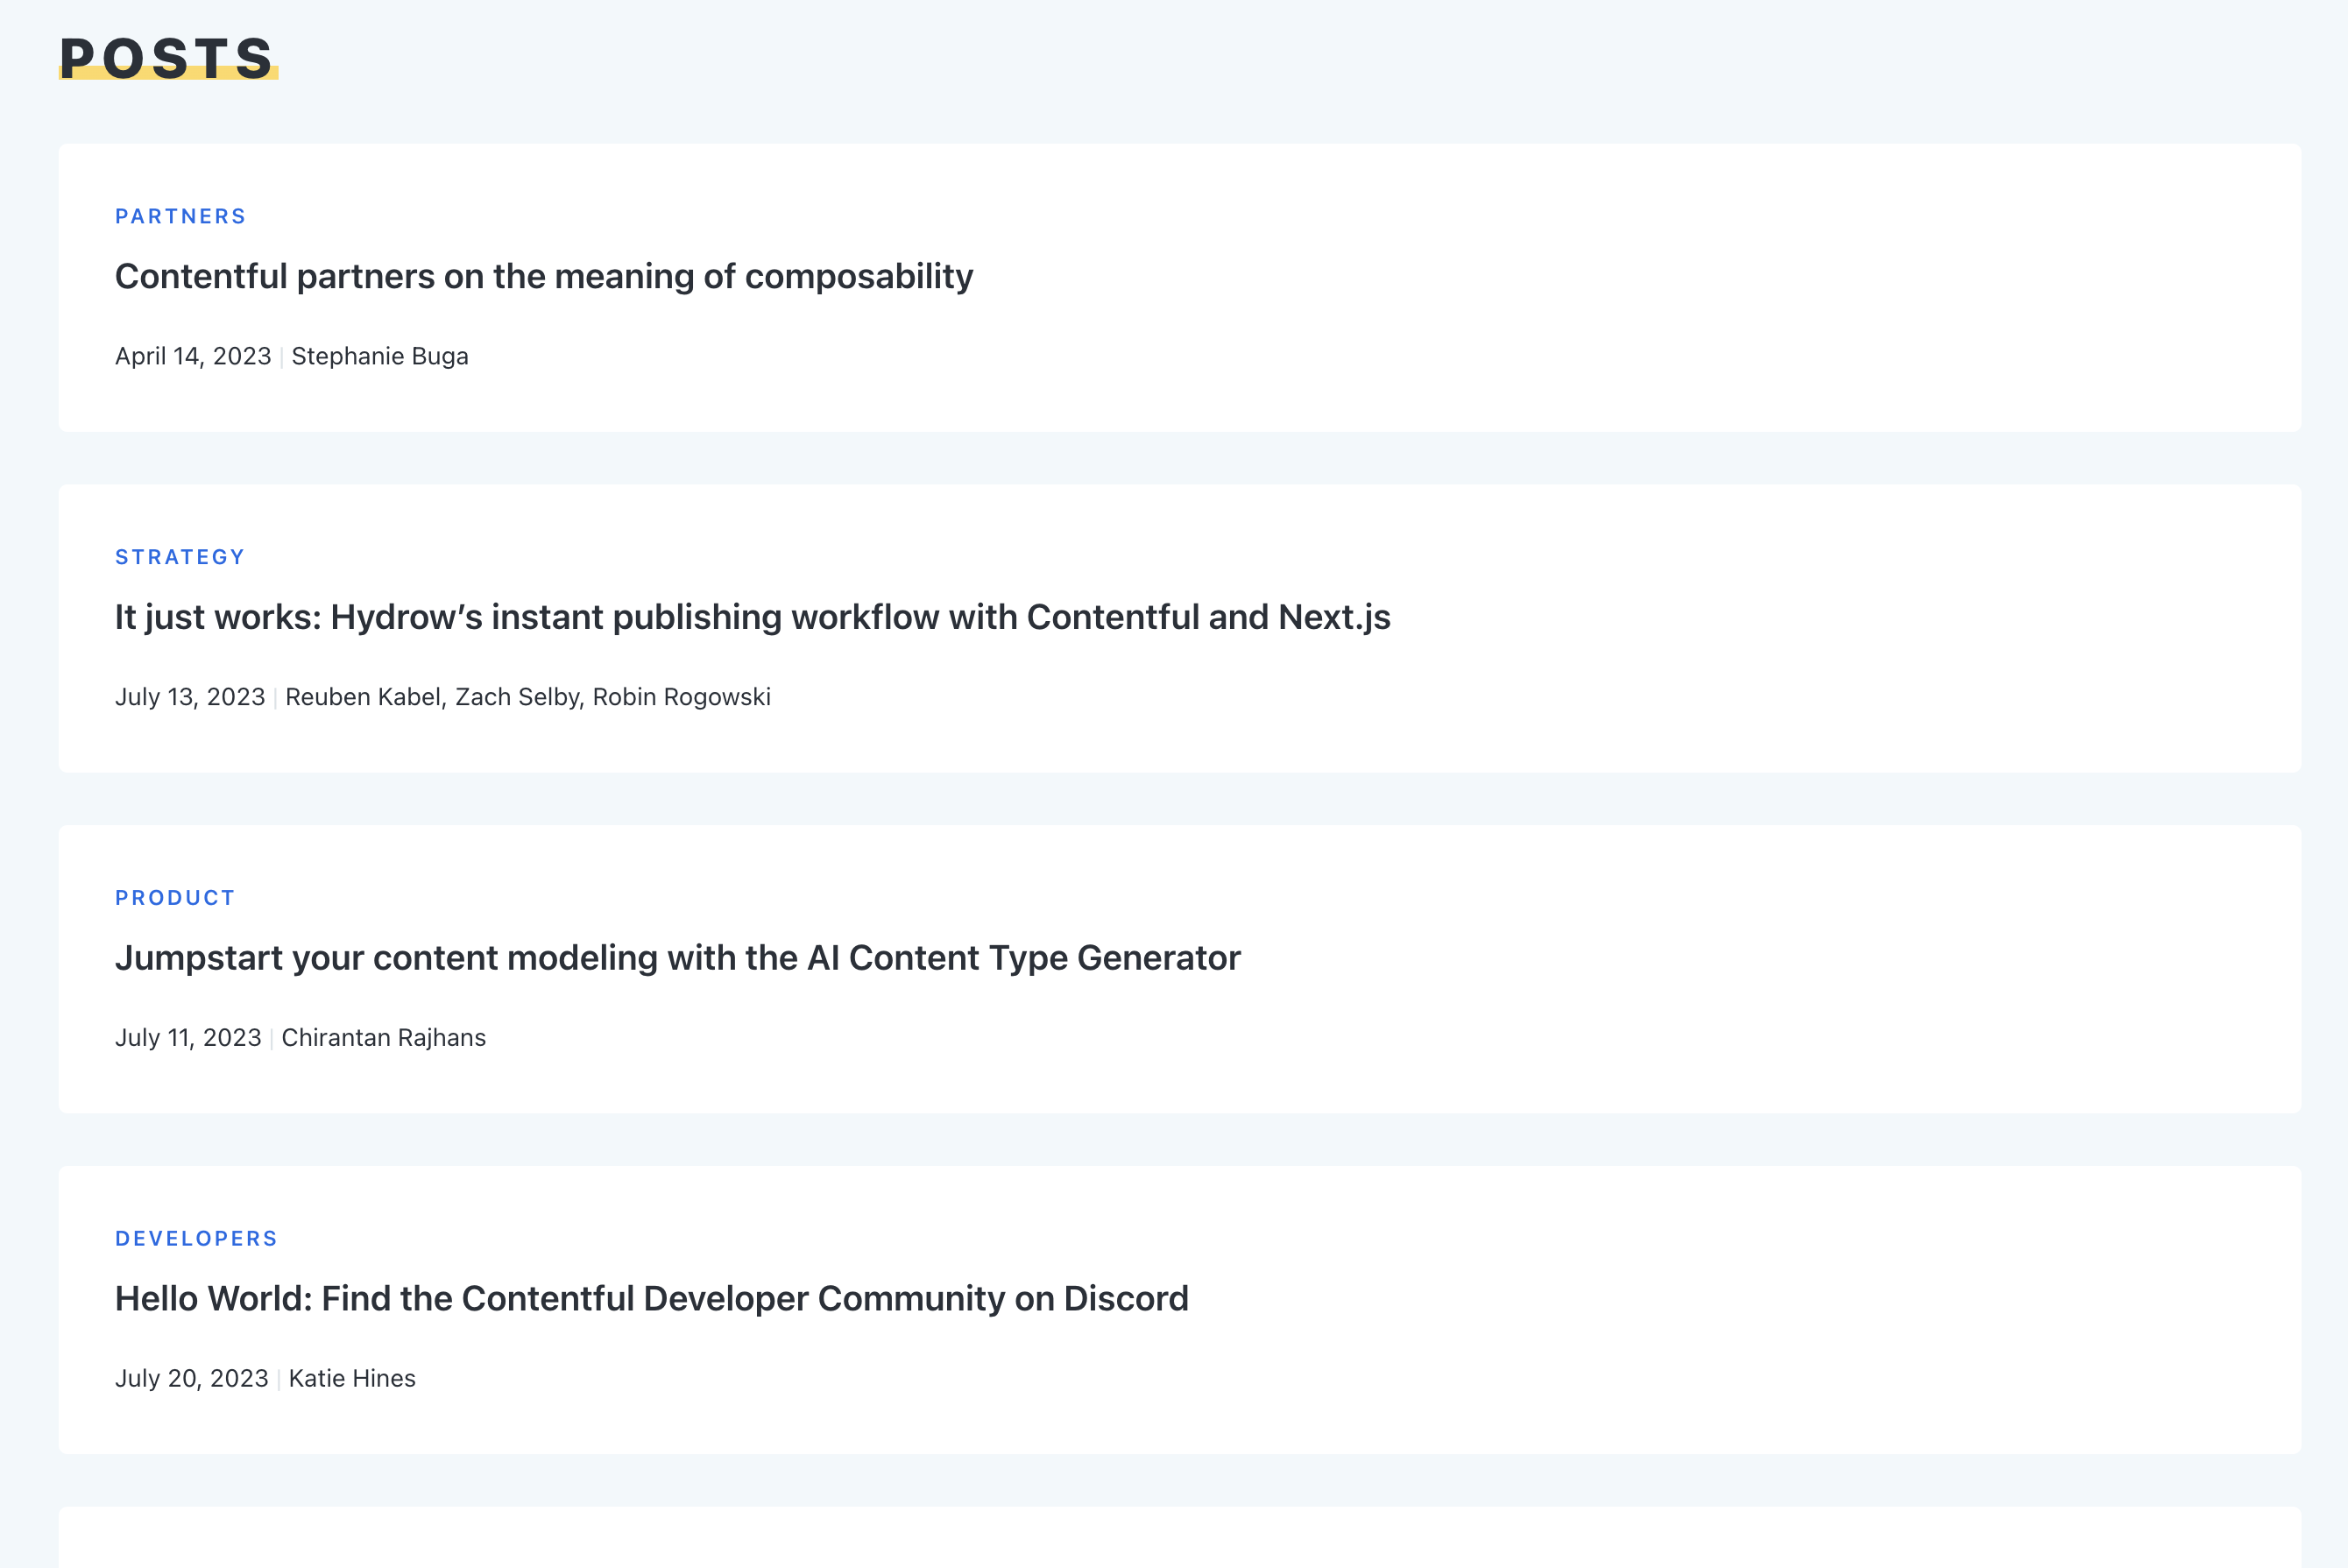 POSTS
PARTNERS
Contentful partners on the meaning of composability
April 14, 2023 | Stephanie Buga
STRATEGY
It just works: Hydrow’s instant publishing workflow with Contentful and Next.js
July 13, 2023 | Reuben Kabel, Zach Selby, Robin Rogowski
PRODUCT
Jumpstart your content modeling with the AI Content Type Generator
July 11, 2023 | Chirantan Rajhans
DEVELOPERS
Hello World: Find the Contentful Developer Community on Discord
July 20, 2023 | Katie Hines